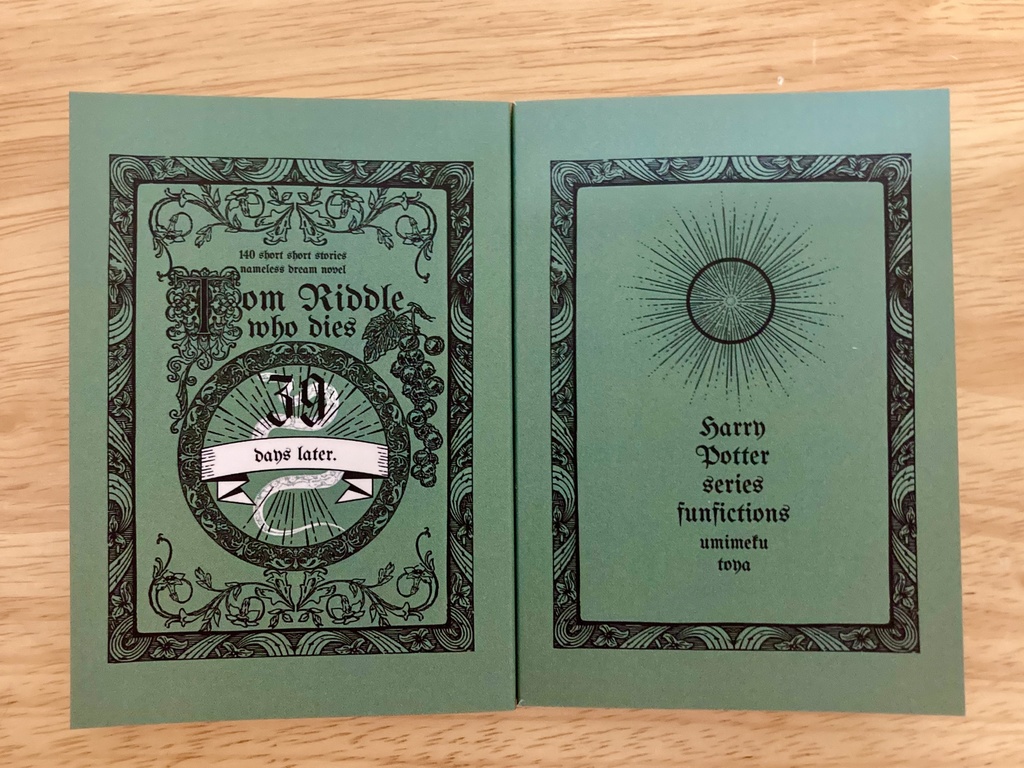 140 short short stories
nameless dream novel
Tom Riddle
who dies
39
days later.
Harry
Potter
series
funfictions
umimeku
toya